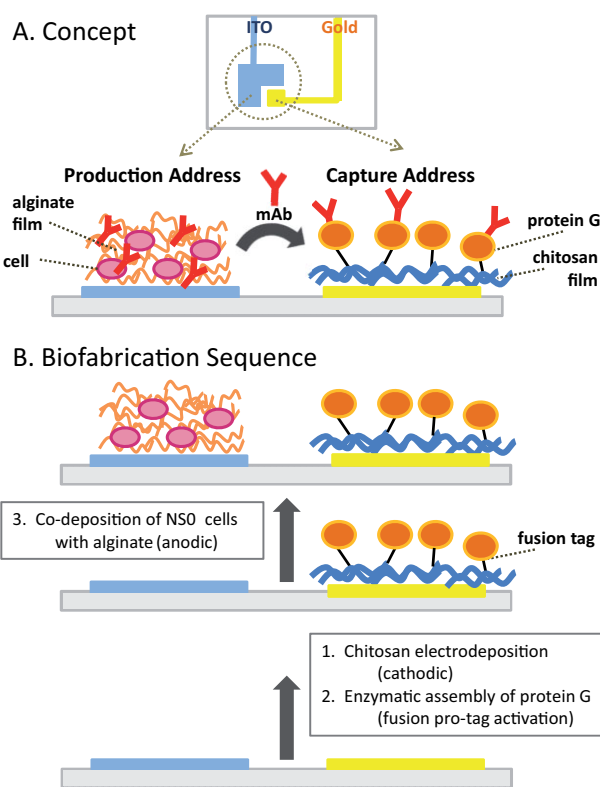 A. Concept
ITO
Gold
Production Address
Capture Address
alginate
film
cell
mAb
protein G
chitosan
film
B. Biofabrication Sequence
3. Co-deposition of NS0 cells
with alginate (anodic)
fusion tag
1. Chitosan electrodeposition
(cathodic)
2. Enzymatic assembly of protein G
(fusion pro-tag activation)